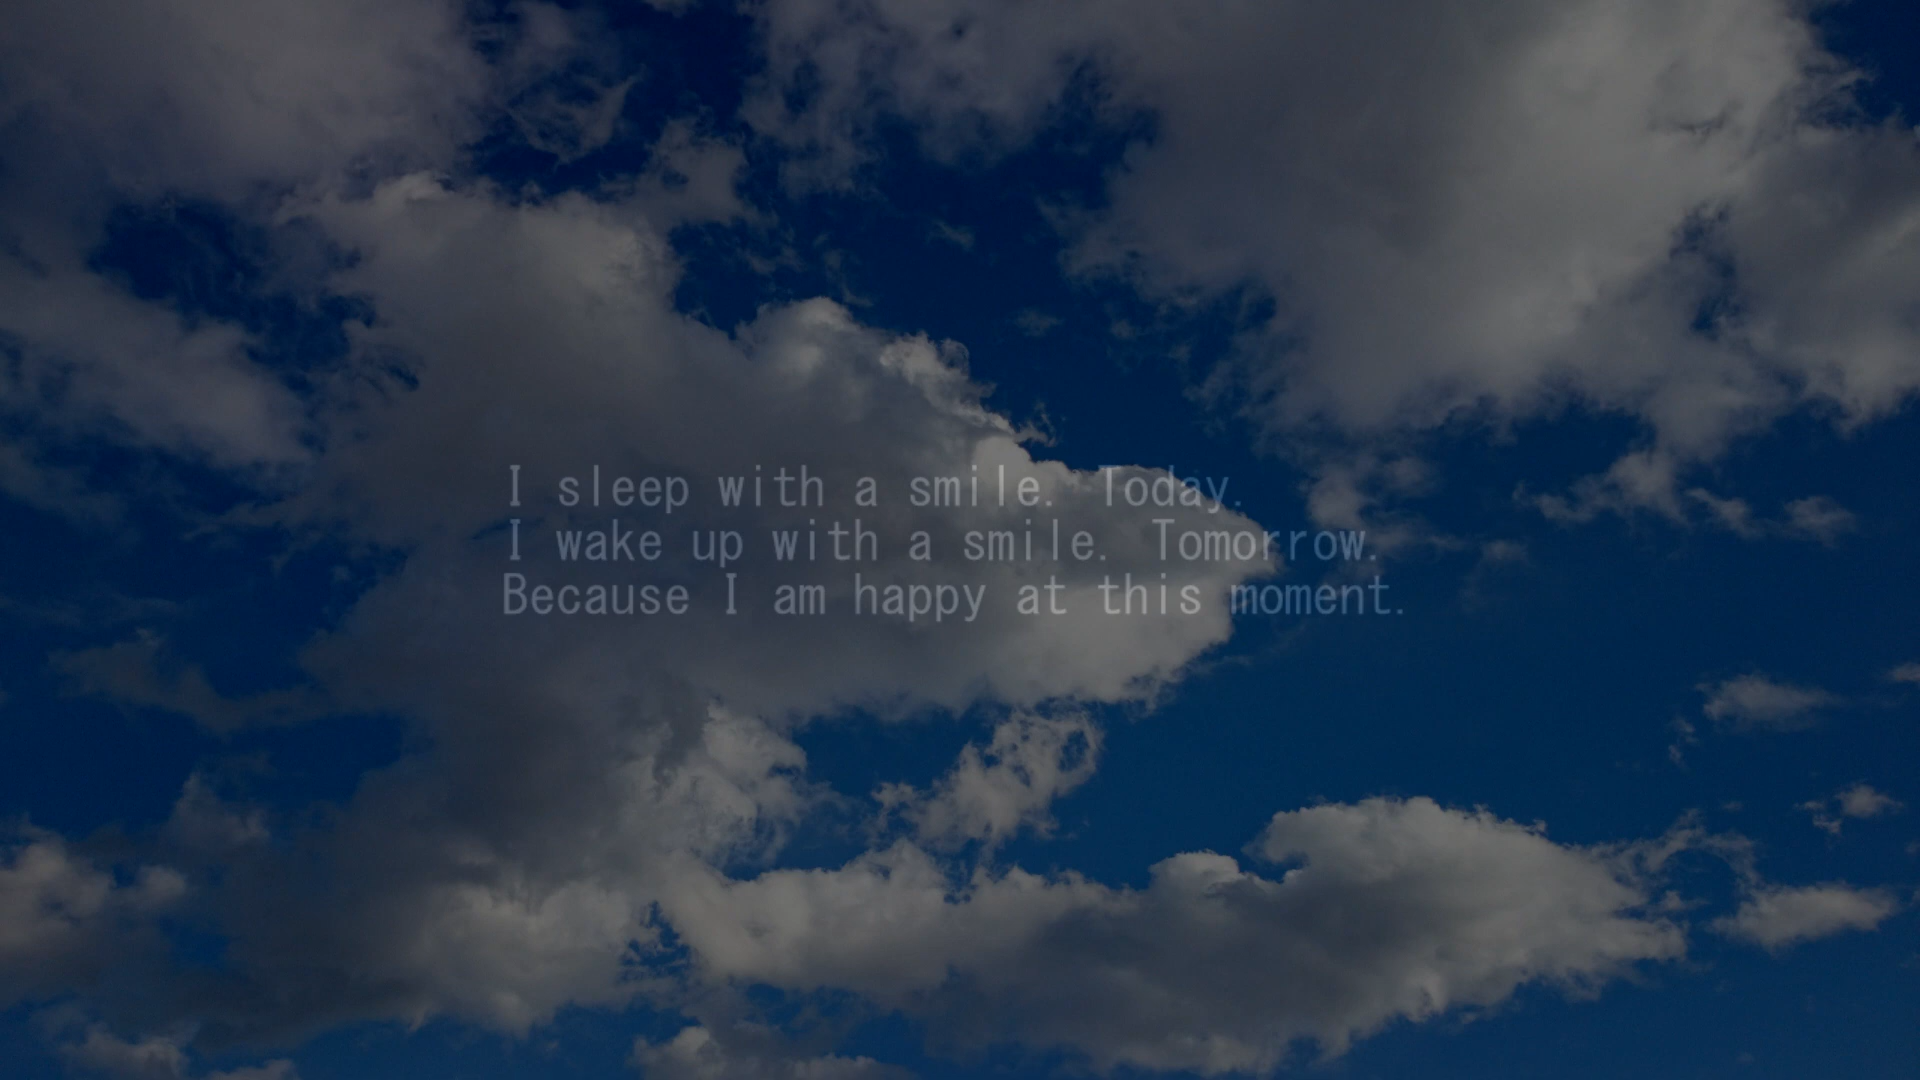 I sleep with a smile. Today.
I wake up with a smile. Tomorrow.
Because I am happy at this moment.